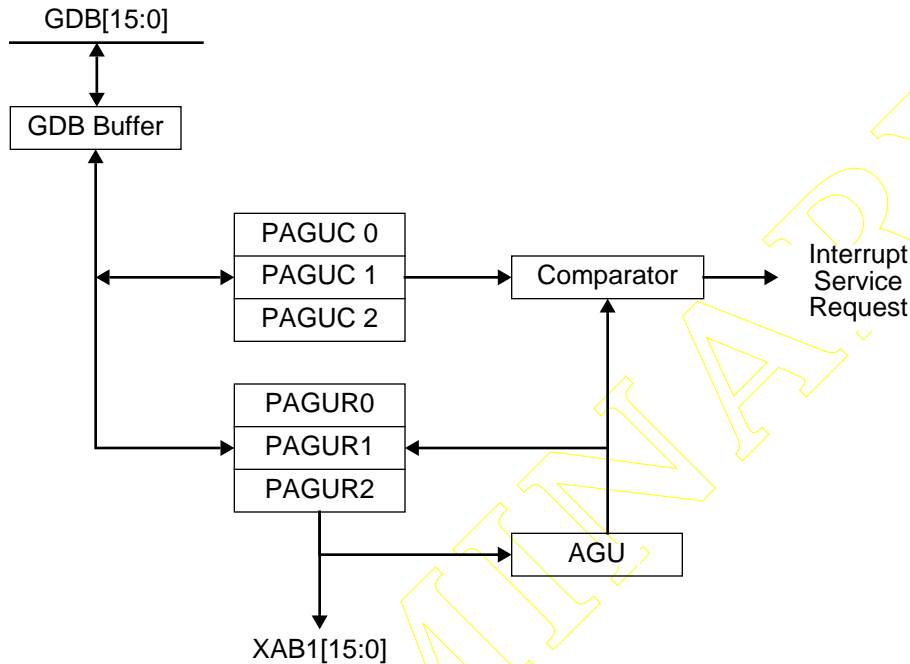 GDB[15:0]
GDB Buffer
PAGUC 0
PAGUC 1
PAGUC 2
Comparator
Interrupt
Service
Request
PAGUR0
PAGUR1
PAGUR2
AGU
XAB1[15:0]
MINAR